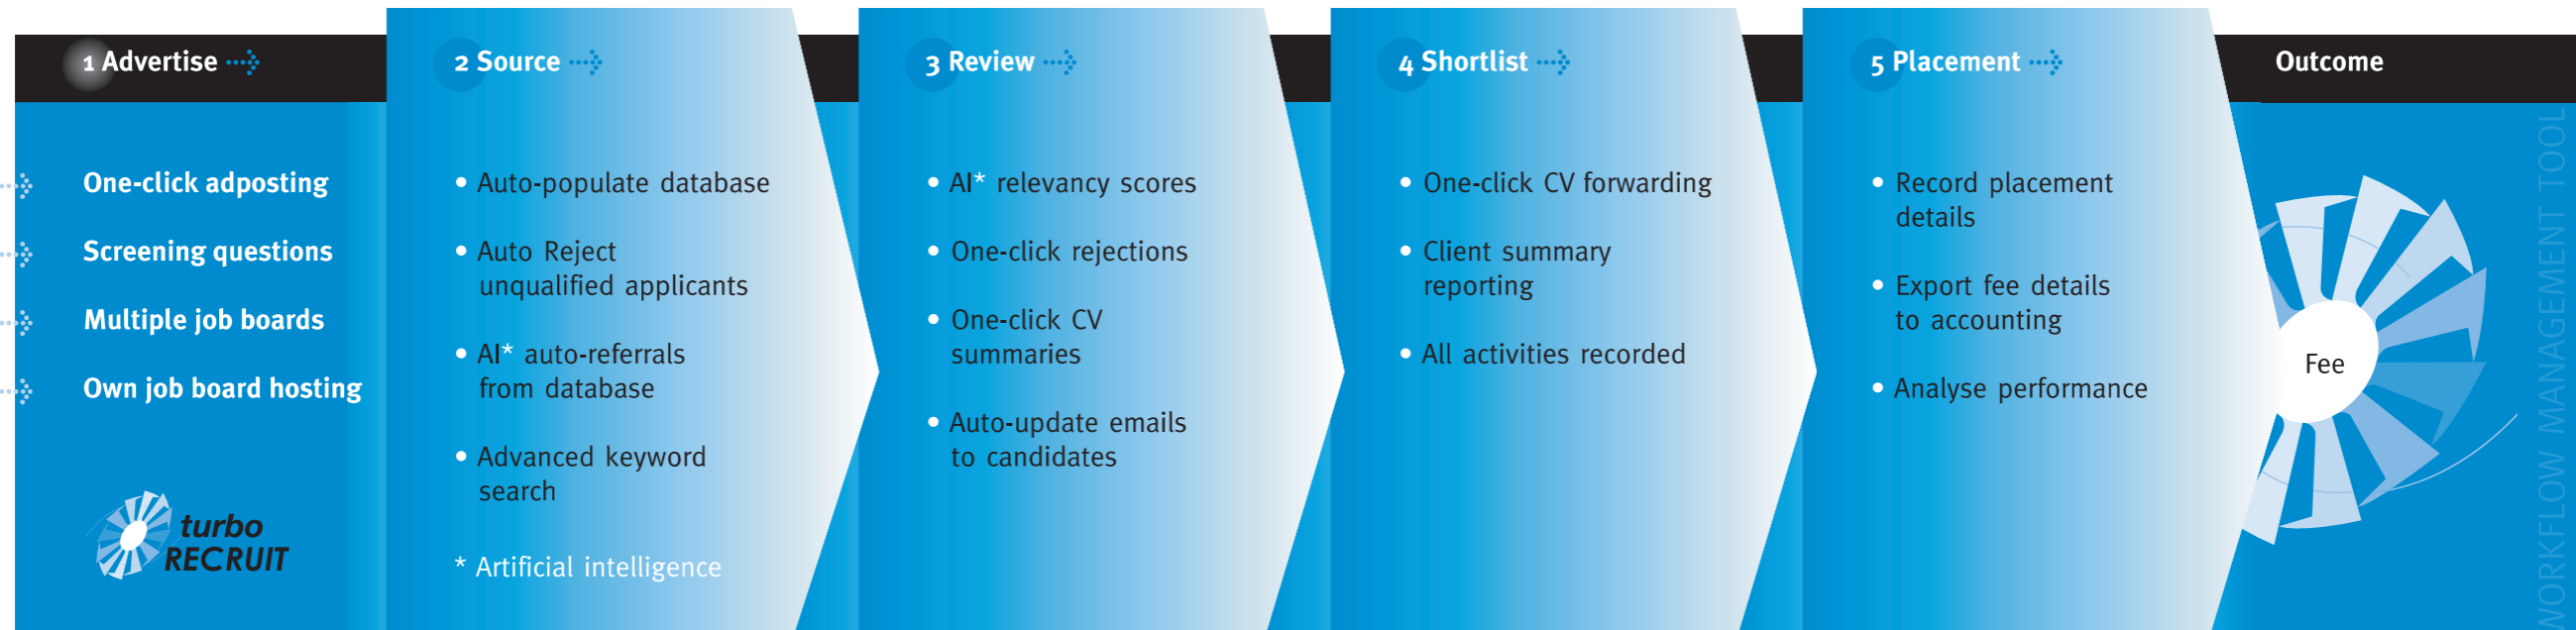 1 Advertise
One-click adposting
Screening questions
Multiple job boards
Own job board hosting
turbo
RECRUIT
2 Source
• Auto-populate database
• Auto Reject
unqualified applicants
• AI* auto-referrals
from database
• Advanced keyword
search
* Artificial intelligence
3 Review
• AI* relevancy scores
• One-click rejections
• One-click CV
summaries
• Auto-update emails
to candidates
4 Shortlist
• One-click CV forwarding
• Client summary
reporting
• All activities recorded
5 Placement
• Record placement
details
• Export fee details
to accounting
• Analyse performance
Outcome
Fee
WORKFLOW MANAGEMENT TOOL